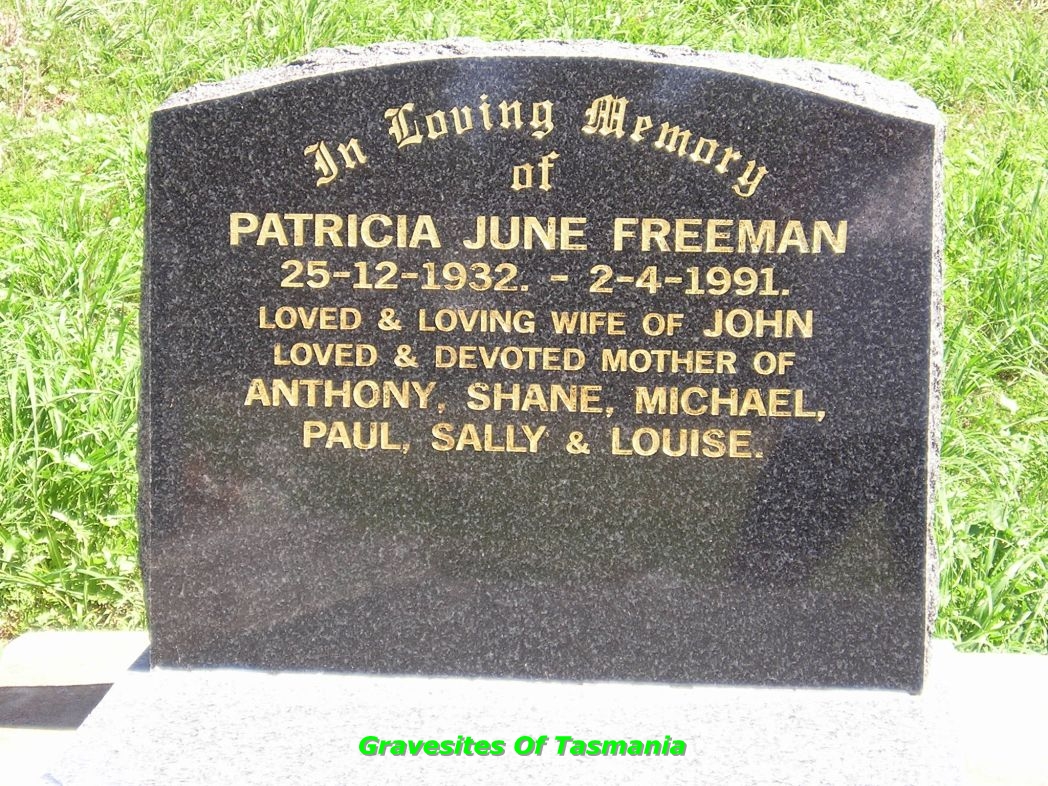 In Loving Memory
of
PATRICIA JUNE FREEMAN
25-12-1932. - 2-4-1991.
LOVED & LOVING WIFE OF JOHN
LOVED & DEVOTED MOTHER OF
ANTHONY, SHANE, MICHAEL,
PAUL, SALLY & LOUISE.
Gravesites Of Tasmania